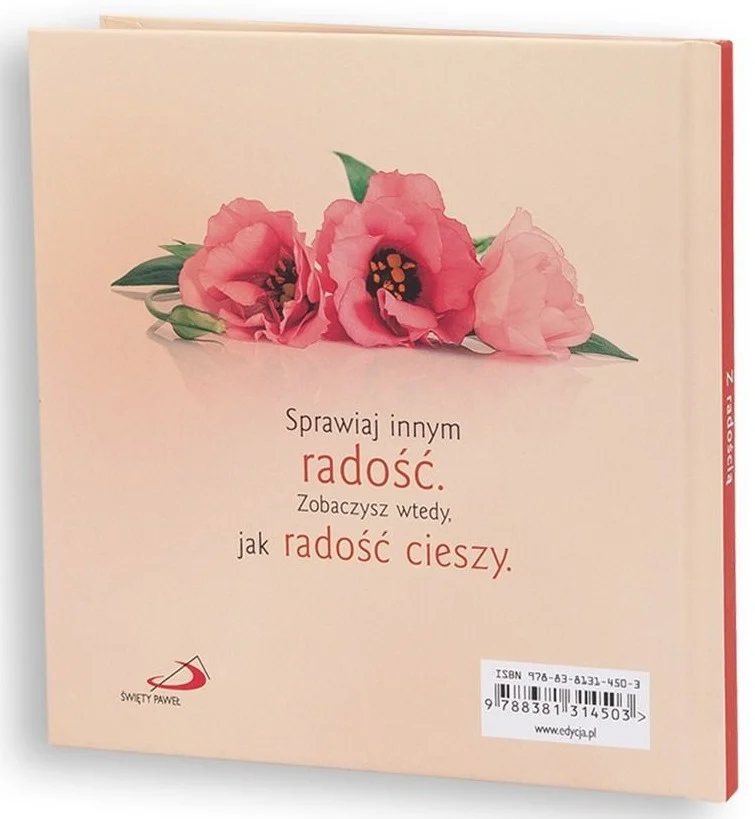 Sprawiaj innym
radość.
Zobaczysz wtedy,
jak radość cieszy.
Z radością
ŚWIĘTY PAWEŁ
ISBN 978-83-8131-450-3
9 788381 314503 >
www.edycja.pl